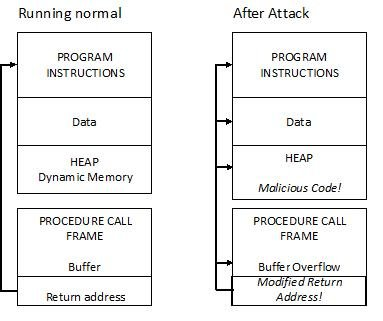 Running normal
PROGRAM
INSTRUCTIONS
Data
HEAP
Dynamic Memory
PROCEDURE CALL
FRAME
Buffer
Return address
After Attack
PROGRAM
INSTRUCTIONS
Data
HEAP
Malicious Code!
PROCEDURE CALL
FRAME
Buffer Overflow
Modified Return
Address!